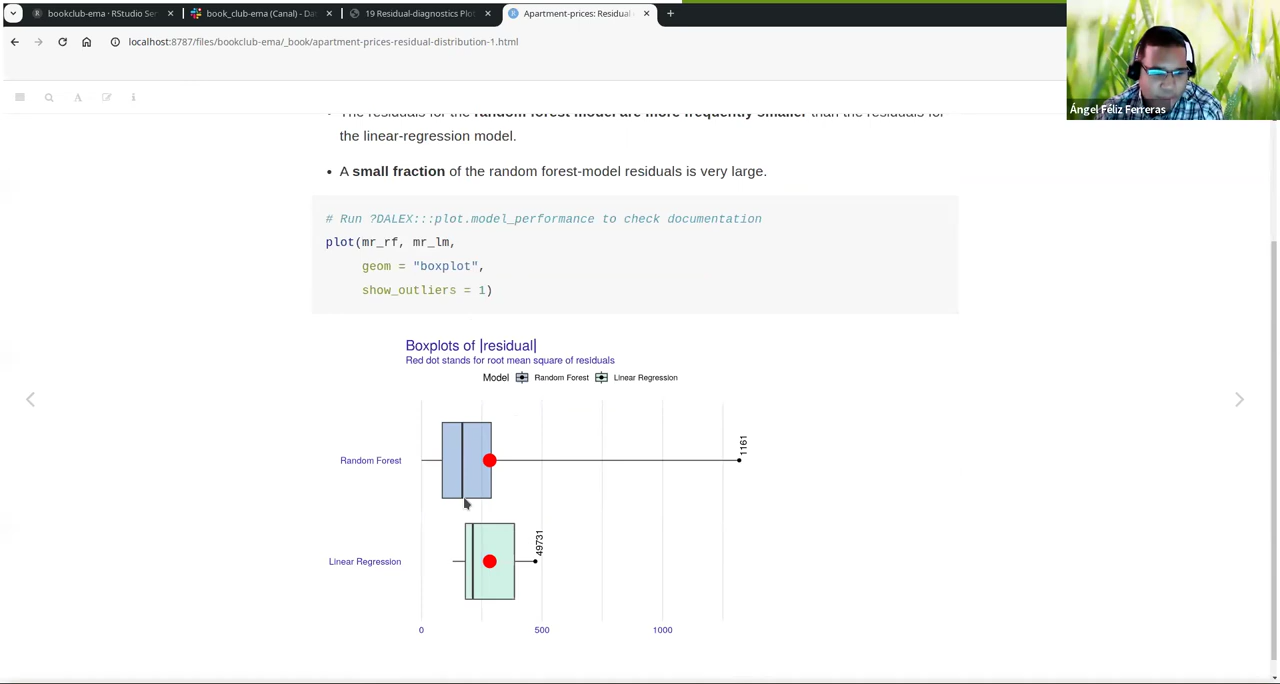 bookclub-ema · RStudio Ser
book_club-ema (Canal) - Da
19 Residual-diagnostics Plo
Apartment-prices: Residual
localhost:8787/files/bookclub-ema/_book/apartment-prices-residual-distribution-1.html
Ángel Féliz Ferreras
The residuals for the random forest model are more frequently smaller than the residuals for
the linear-regression model.
A small fraction of the random forest-model residuals is very large.
# Run ?DALEX:::plot.model_performance to check documentation
plot(mr_rf, mr_lm,
geom = "boxplot",
show_outliers = 1)
Boxplots of |residual|
Red dot stands for root mean square of residuals
Model Random Forest Linear Regression
1161
Random Forest
49731
Linear Regression
0 500 1000